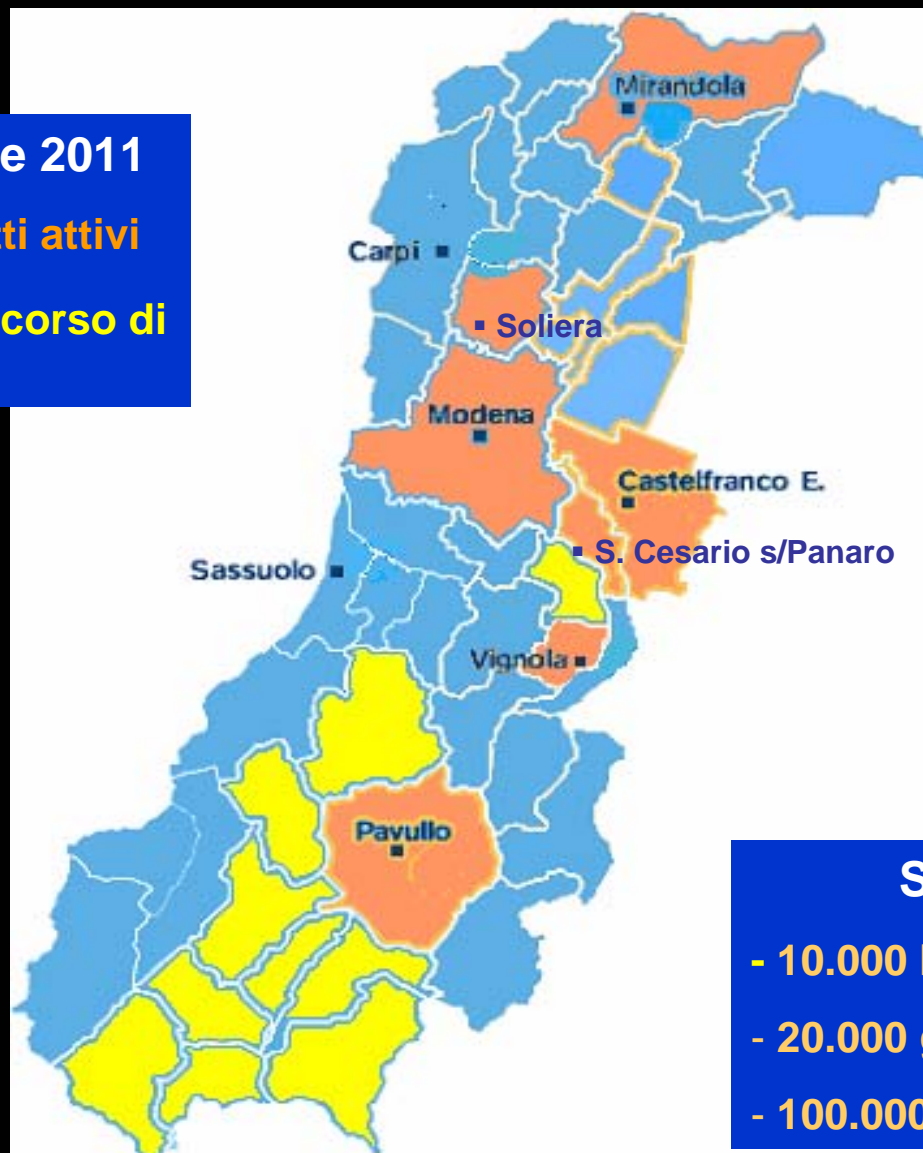 e 2011
tti attivi
corso di
Mirandola
Carpi
Soliera
Modena
Castelfranco E.
S. Cesario s/Panaro
Sassuolo
Vignola
Pavullo
S
- 10.000
- 20.000
- 100.000